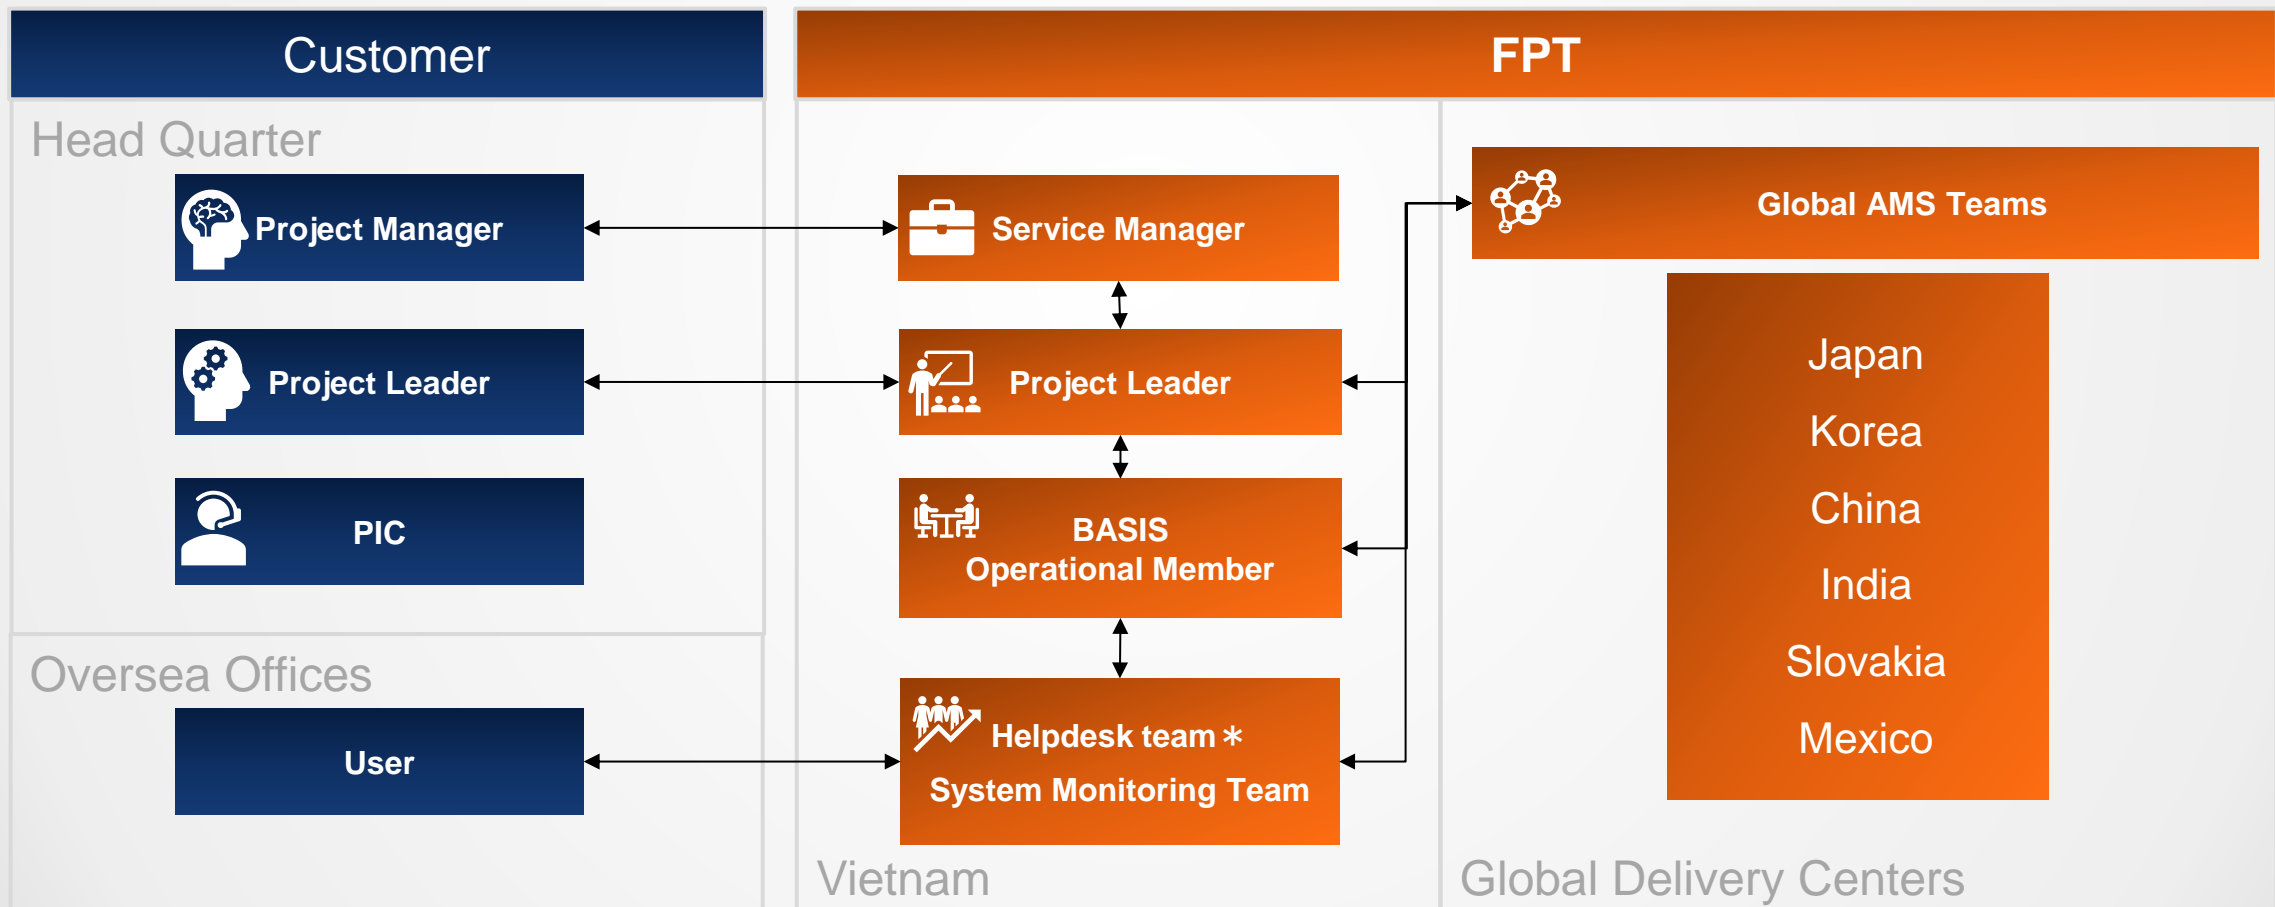 Customer
FPT
Head Quarter
Project Manager
Project Leader
PIC
Oversea Offices
User
Service Manager
Project Leader
BASIS
Operational Member
Helpdesk team *
System Monitoring Team
Vietnam
Global AMS Teams
Japan
Korea
China
India
Slovakia
Mexico
Global Delivery Centers